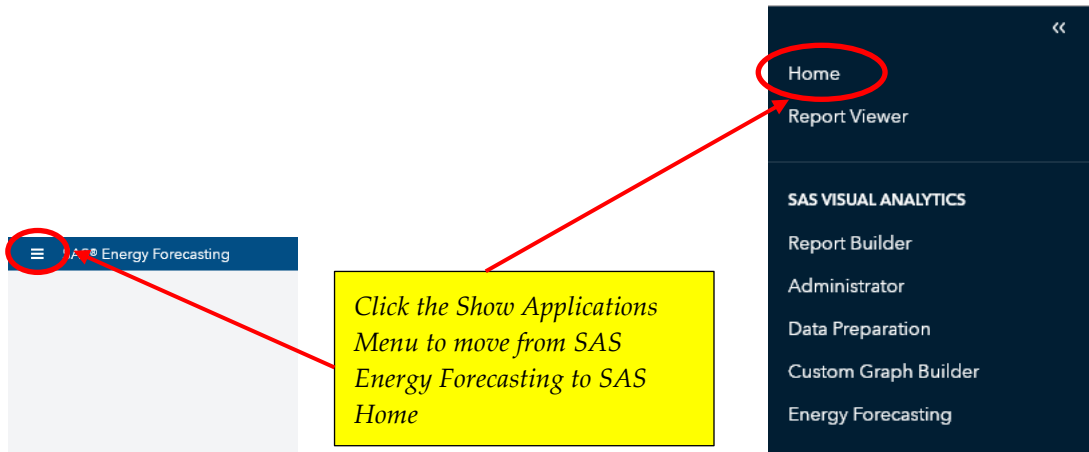 SAS® Energy Forecasting
Click the Show Applications
Menu to move from SAS
Energy Forecasting to SAS
Home
Home
Report Viewer
SAS VISUAL ANALYTICS
Report Builder
Administrator
Data Preparation
Custom Graph Builder
Energy Forecasting